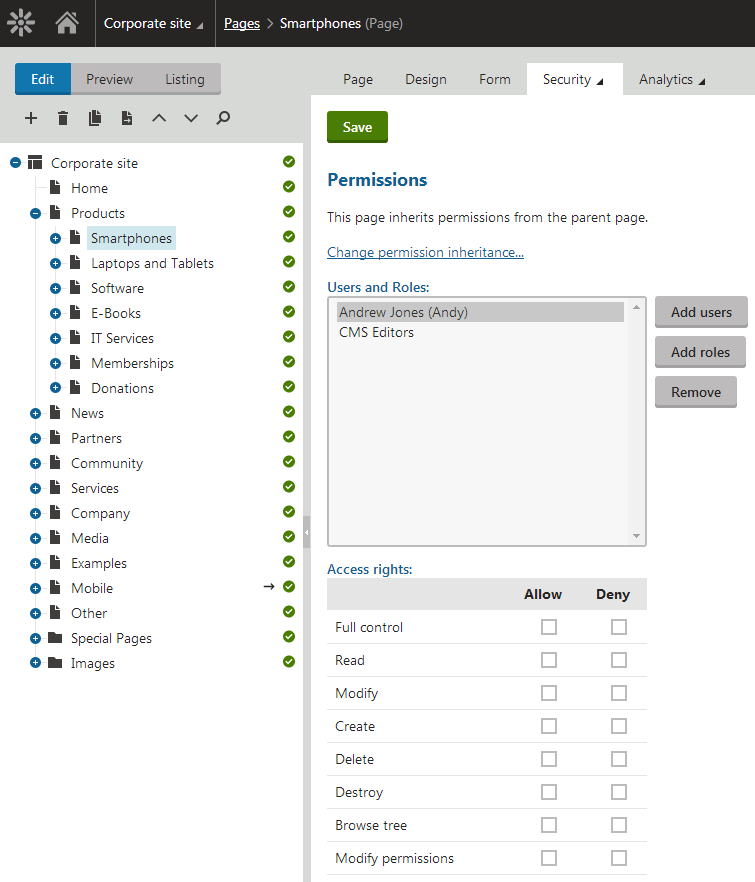 Corporate site Pages > Smartphones (Page)
Edit Preview Listing
Page Design Form Security Analytics
Corporate site
Home
Products
Smartphones
Laptops and Tablets
Software
E-Books
IT Services
Memberships
Donations
News
Partners
Community
Services
Company
Media
Examples
Mobile
Other
Special Pages
Images
Save
Permissions
This page inherits permissions from the parent page.
Change permission inheritance...
Users and Roles:
Andrew Jones (Andy)
CMS Editors
Add users
Add roles
Remove
Access rights:
Allow Deny
Full control
Read
Modify
Create
Delete
Destroy
Browse tree
Modify permissions